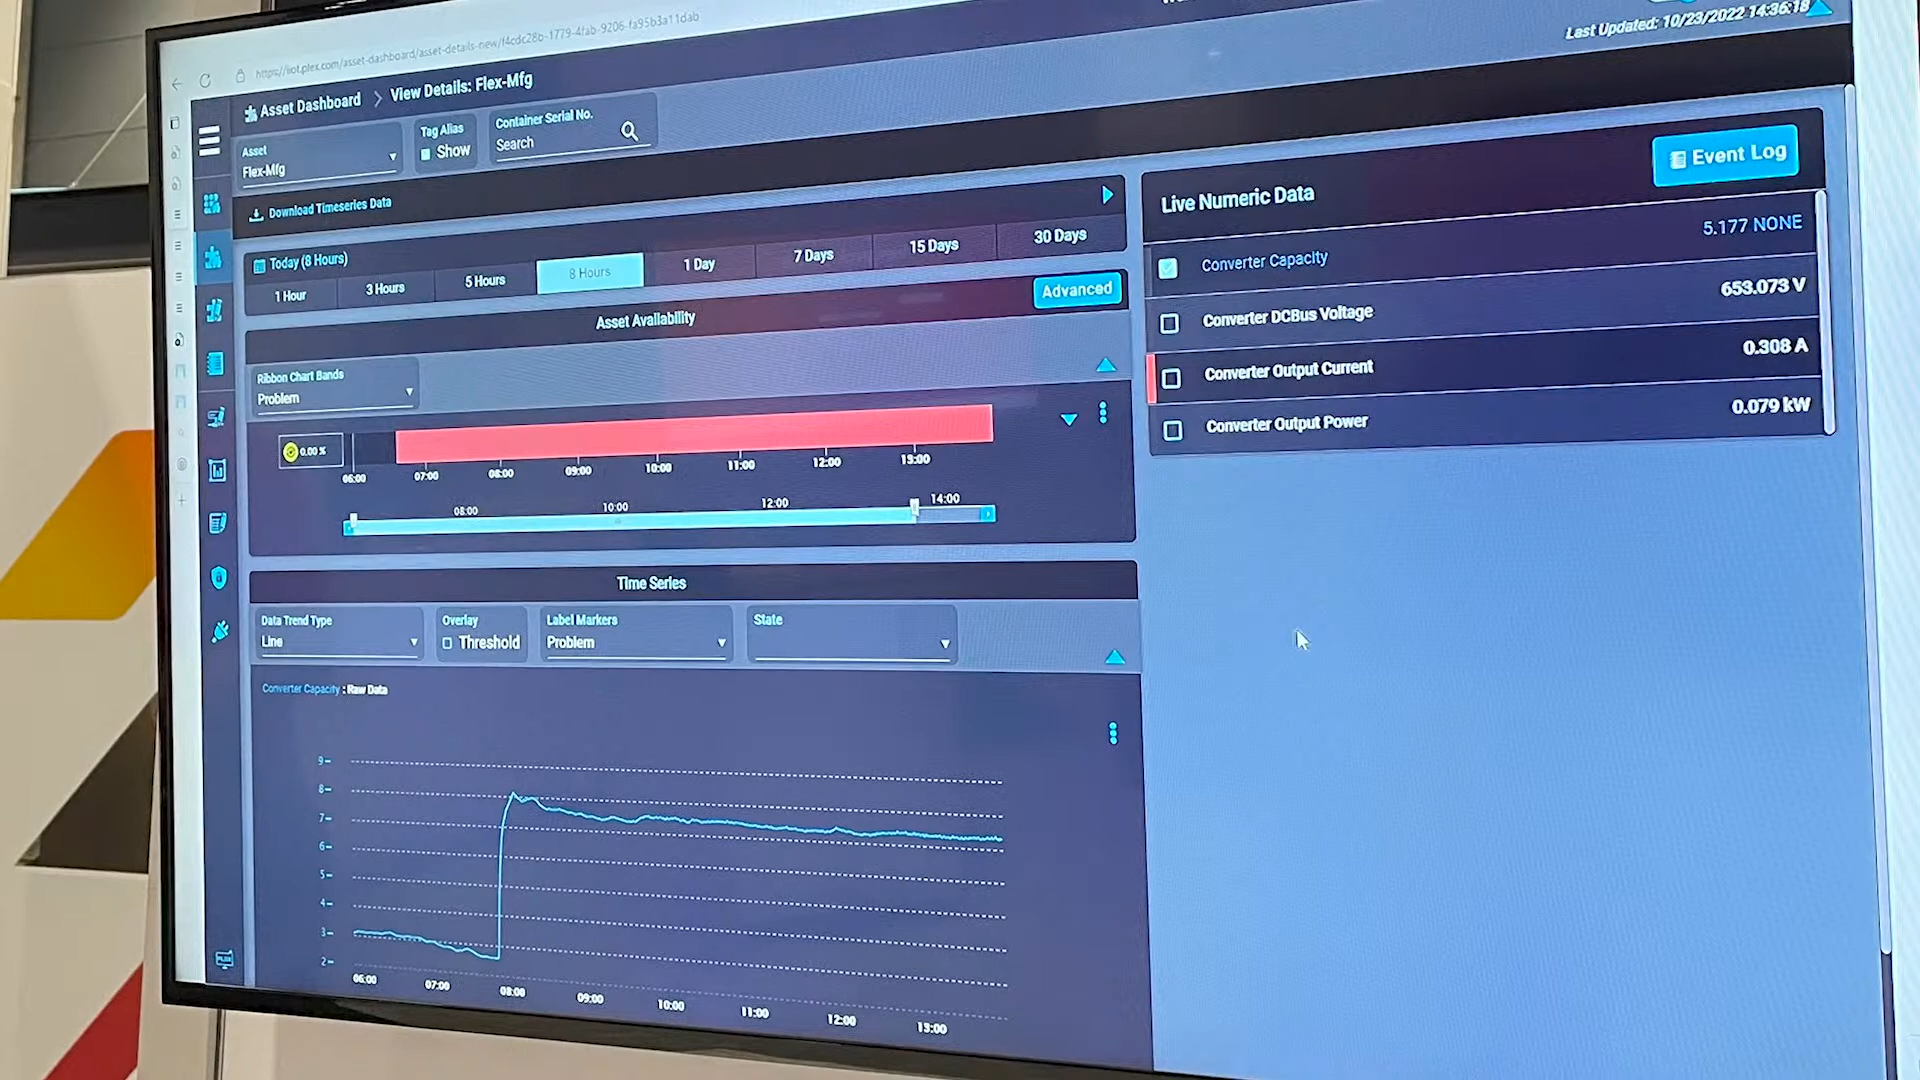 https://iiot.plex.com/asset-dashboard/asset-details-new/f4cdc28b-1779-4fab-9206-fa95b3a11dab
Last Updated: 10/23/2022 14:36:18
Asset Dashboard > View Details: Flex-Mfg
Asset
Flex-Mfg
Tag Alias
Show
Container Serial No.
Search
Download Timeseries Data
Today (8 Hours)
1 Hour 3 Hours 5 Hours 8 Hours 1 Day 7 Days 15 Days 30 Days
Advanced
Asset Availability
Ribbon Chart Bands
Problem
0.00 %
06:00 07:00 08:00 09:00 10:00 11:00 12:00 13:00
08:00 10:00 12:00 14:00
Time Series
Data Trend Type
Line
Overlay
Threshold
Label Markers
Problem
State
Converter Capacity : Raw Data
9
8
7
6
5
4
3
2
06:00 07:00 08:00 09:00 10:00 11:00 12:00 13:00
Live Numeric Data
Event Log
Converter Capacity 5.177 NONE
Converter DCBus Voltage 653.073 V
Converter Output Current 0.308 A
Converter Output Power 0.079 kW